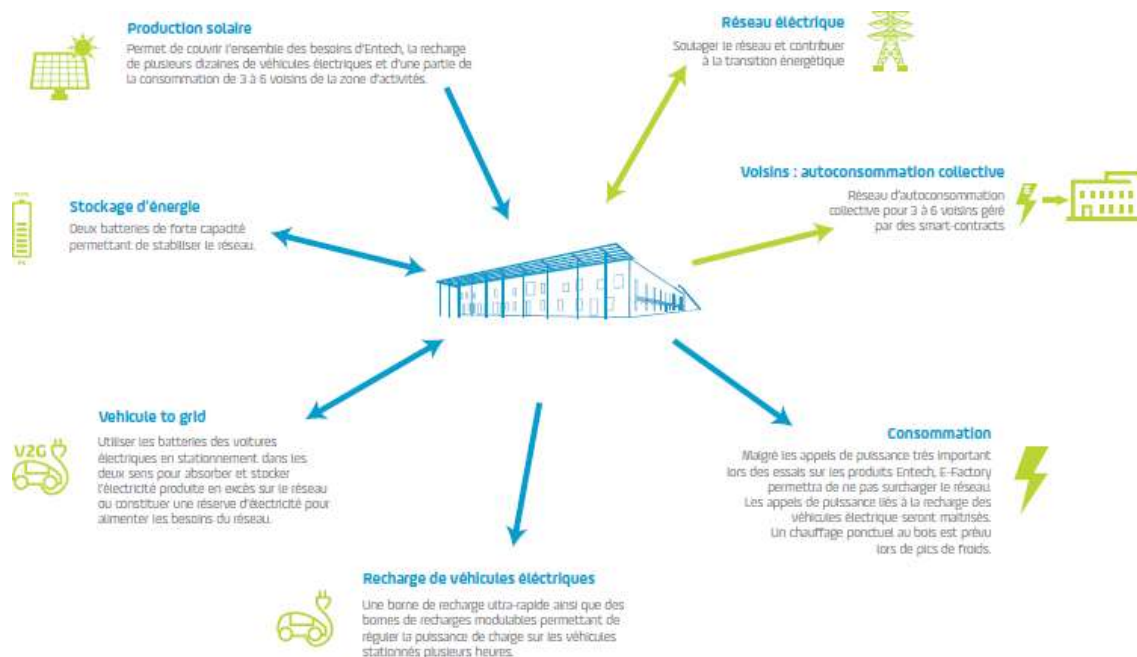 Production solaire
Permet de couvrir l'ensemble des besoins d'Entech, la recharge
de plusieurs dizaines de véhicules électriques et d'une partie de
la consommation de 3 à 6 voisins de la zone d'activités.
Réseau éléctrique
Soulager le réseau et contribuer
à la transition énergétique
Stockage d'énergie
Deux batteries de forte capacité
permettant de stabiliser le réseau.
Voisins : autoconsommation collective
Réseau d'autoconsommation
collective pour 3 à 6 voisins géré
par des smart-contracts
Vehicule to grid
V2G
Utiliser les batteries des voitures
électriques en stationnement dans les
deux sens pour absorber et stocker
l'électricité produite en excès sur le réseau
ou constituer une réserve d'électricité pour
alimenter les besoins du réseau.
Consommation
Malgré les appels de puissance très important
lors des essais sur les produits Entech, E-Factory
permettra de ne pas surcharger le réseau.
Les appels de puissance liés à la recharge des
véhicules électrique seront maîtrisés.
Un chauffage ponctuel au bois est prévu
lors de pics de froids.
Recharge de véhicules éléctriques
Une borne de recharge ultra-rapide ainsi que des
bornes de recharges modulables permettant de
réguler la puissance de charge sur les véhicules
stationnés plusieurs heures.